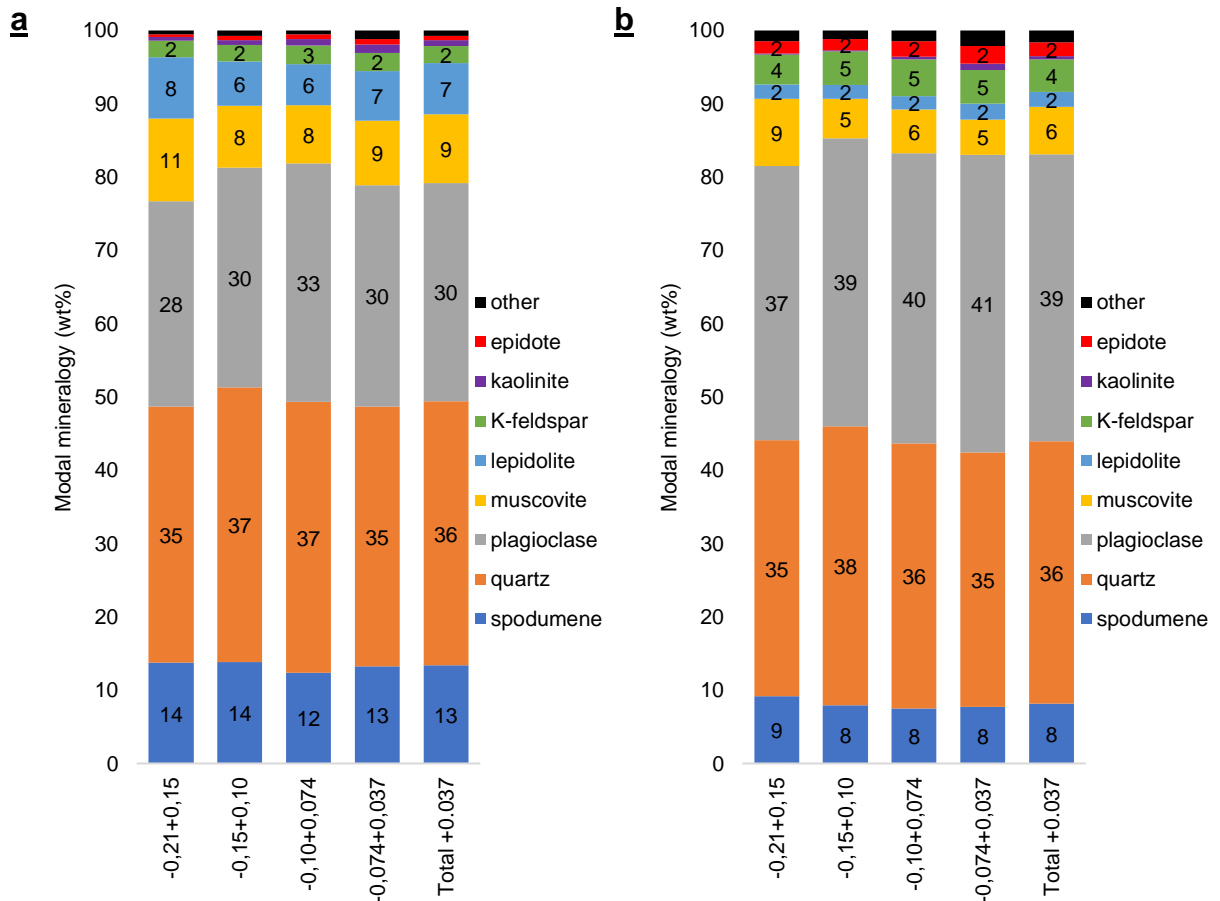 a
Modal mineralogy (wt%)
100
90
80
70
60
50
40
30
20
10
0
2 2 3 2 2
8 6 6 7 7
11 8 8 9 9
28 30 33 30 30
35 37 37 35 36
14 14 12 13 13
-0,21+0,15
-0,15+0,10
-0,10+0,074
-0,074+0,037
Total +0.037
other
epidote
kaolinite
K-feldspar
lepidolite
muscovite
plagioclase
quartz
spodumene
b
Modal mineralogy (wt%)
100
90
80
70
60
50
40
30
20
10
0
2 2 2 2 2
4 5 5 5 4
2 2 2 2 2
9 5 6 5 6
37 39 40 41 39
35 38 36 35 36
9 8 8 8 8
-0,21+0,15
-0,15+0,10
-0,10+0,074
-0,074+0,037
Total +0.037
other
epidote
kaolinite
K-feldspar
lepidolite
muscovite
plagioclase
quartz
spodumene